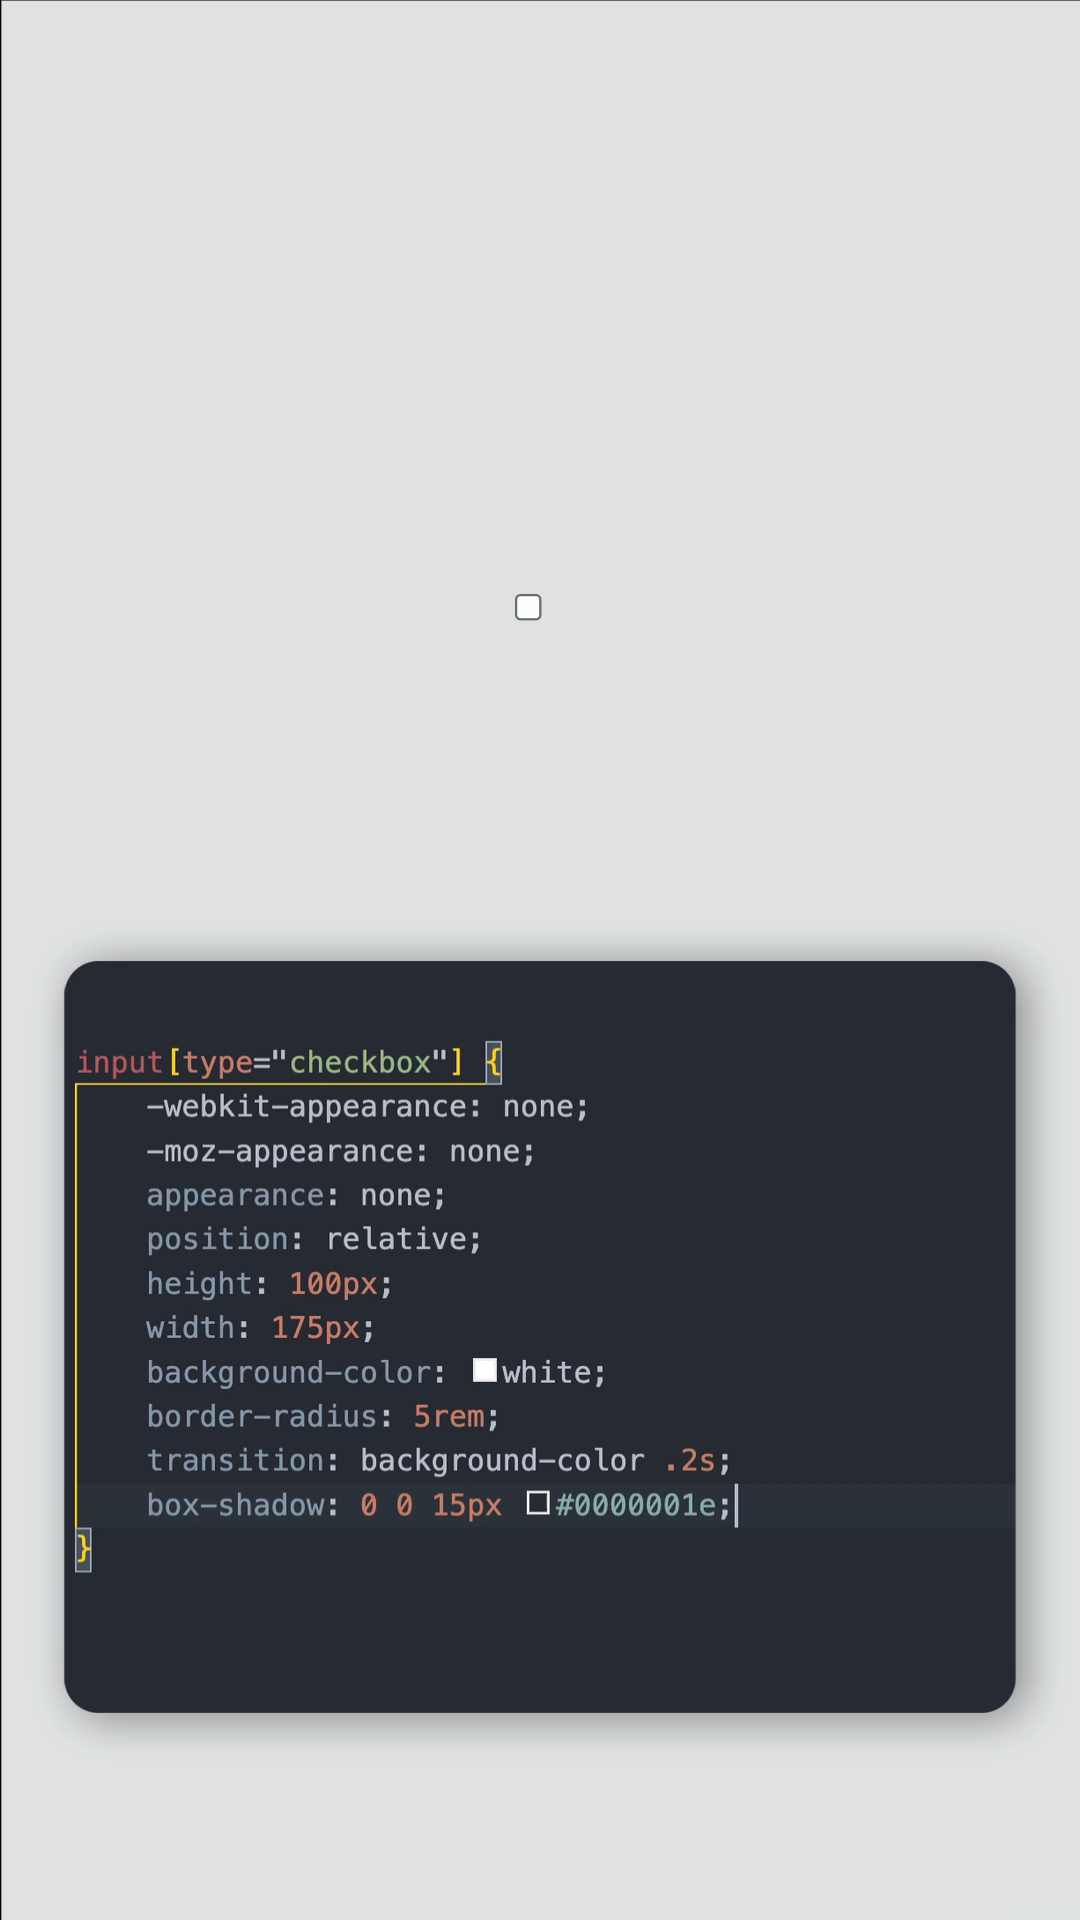 input[type="checkbox"] {
-webkit-appearance: none;
-moz-appearance: none;
appearance: none;
position: relative;
height: 100px;
width: 175px;
background-color: white;
border-radius: 5rem;
transition: background-color .2s;
box-shadow: 0 0 15px #0000001e;
}